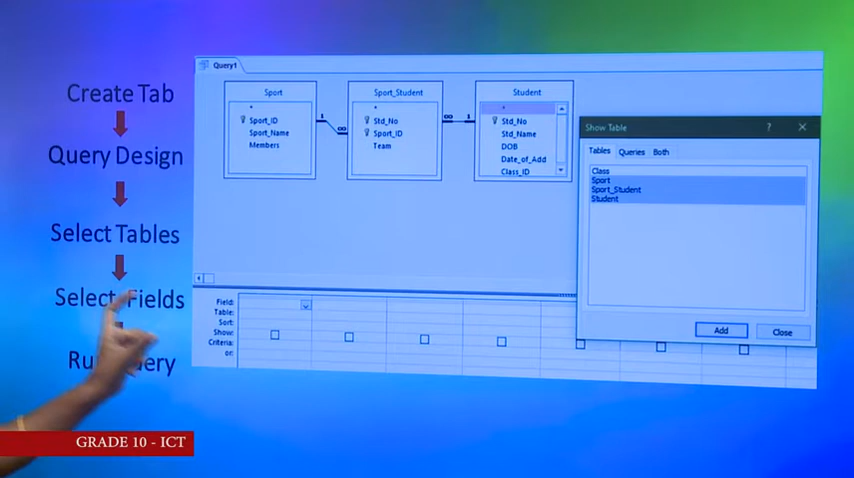 Create Tab
Query Design
Select Tables
Select Fields
Query1
Sport
*
Sport_ID
Sport_Name
Members
1
∞
Sport_Student
*
Std_No
Sport_ID
Team
∞
1
Student
*
Std_No
Std_Name
DOB
Date_of_Add
Class_ID
Show Table
?
Tables
Queries
Both
Class
Sport
Sport_Student
Student
Add
Close
Field:
Table:
Sort:
Show:
Criteria:
or:
GRADE 10 - ICT